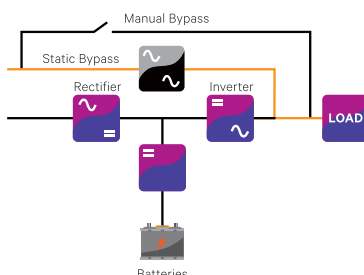 Manual Bypass
Static Bypass
Rectifier
Inverter
LOAD
Batteries